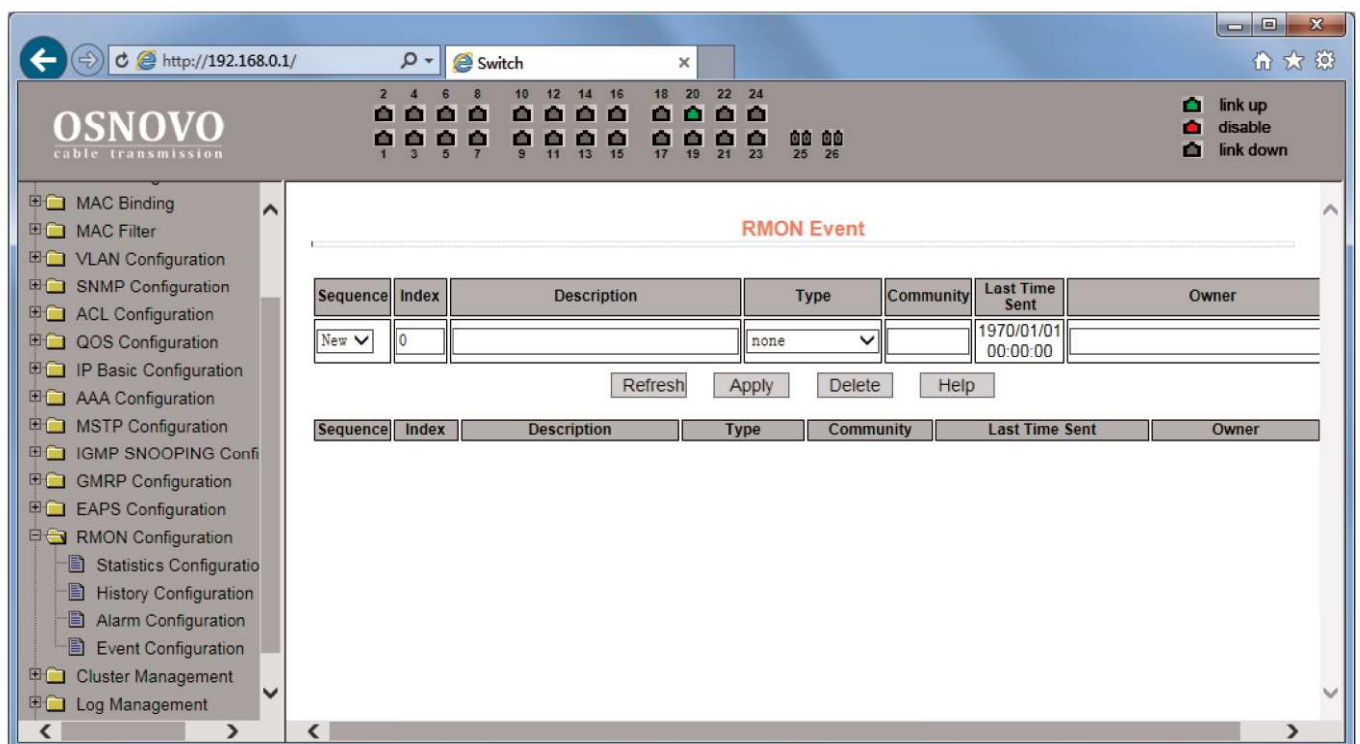 http://192.168.0.1/
Switch
OSNOVO
cable transmission
2 4 6 8 10 12 14 16 18 20 22 24
1 3 5 7 9 11 13 15 17 19 21 23 25 26
link up
disable
link down
MAC Binding
MAC Filter
VLAN Configuration
SNMP Configuration
ACL Configuration
QOS Configuration
IP Basic Configuration
AAA Configuration
MSTP Configuration
IGMP SNOOPING Confi
GMRP Configuration
EAPS Configuration
RMON Configuration
Statistics Configuratio
History Configuration
Alarm Configuration
Event Configuration
Cluster Management
Log Management
RMON Event
Sequence Index Description Type Community Last Time Sent Owner
New 0 none 1970/01/01 00:00:00
Refresh Apply Delete Help
Sequence Index Description Type Community Last Time Sent Owner